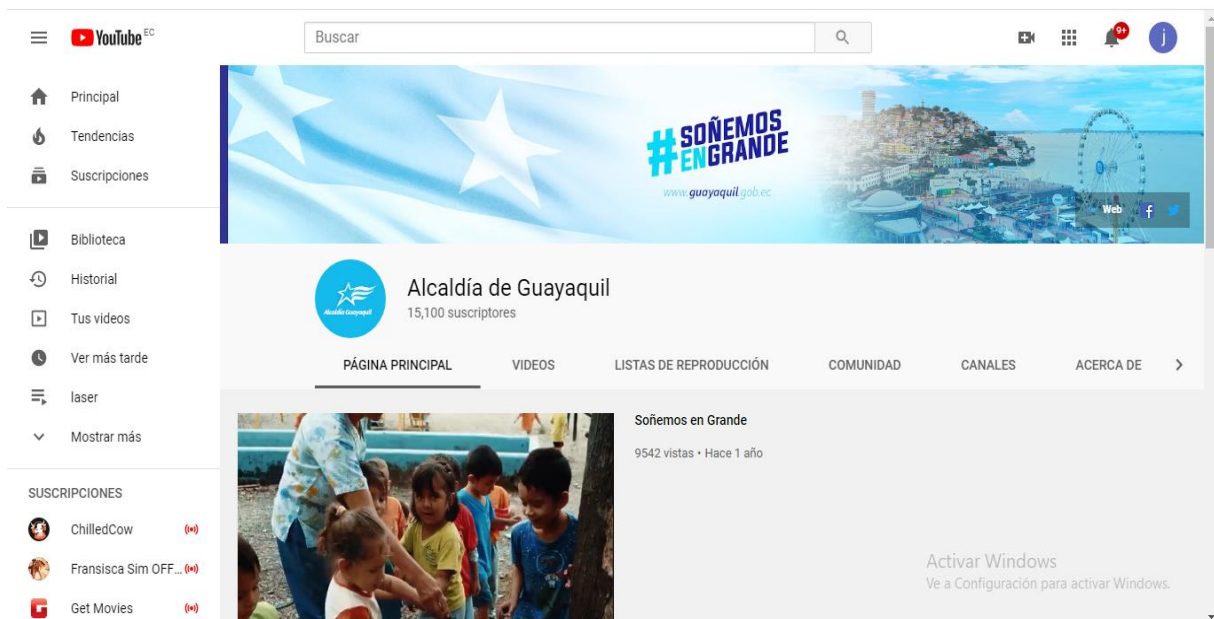 YouTube EC
Buscar
9+
j
Principal
Tendencias
Suscripciones
Biblioteca
Historial
Tus videos
Ver más tarde
laser
Mostrar más
SUSCRIPCIONES
ChilledCow
Fransisca Sim OFF...
Get Movies
#SOÑEMOS
ENGRANDE
www.guayaquil.gob.ec
Web
Alcaldía Guayaquil
Alcaldía de Guayaquil
15,100 suscriptores
PÁGINA PRINCIPAL VIDEOS LISTAS DE REPRODUCCIÓN COMUNIDAD CANALES ACERCA DE
Soñemos en Grande
9542 vistas • Hace 1 año
Activar Windows
Ve a Configuración para activar Windows.